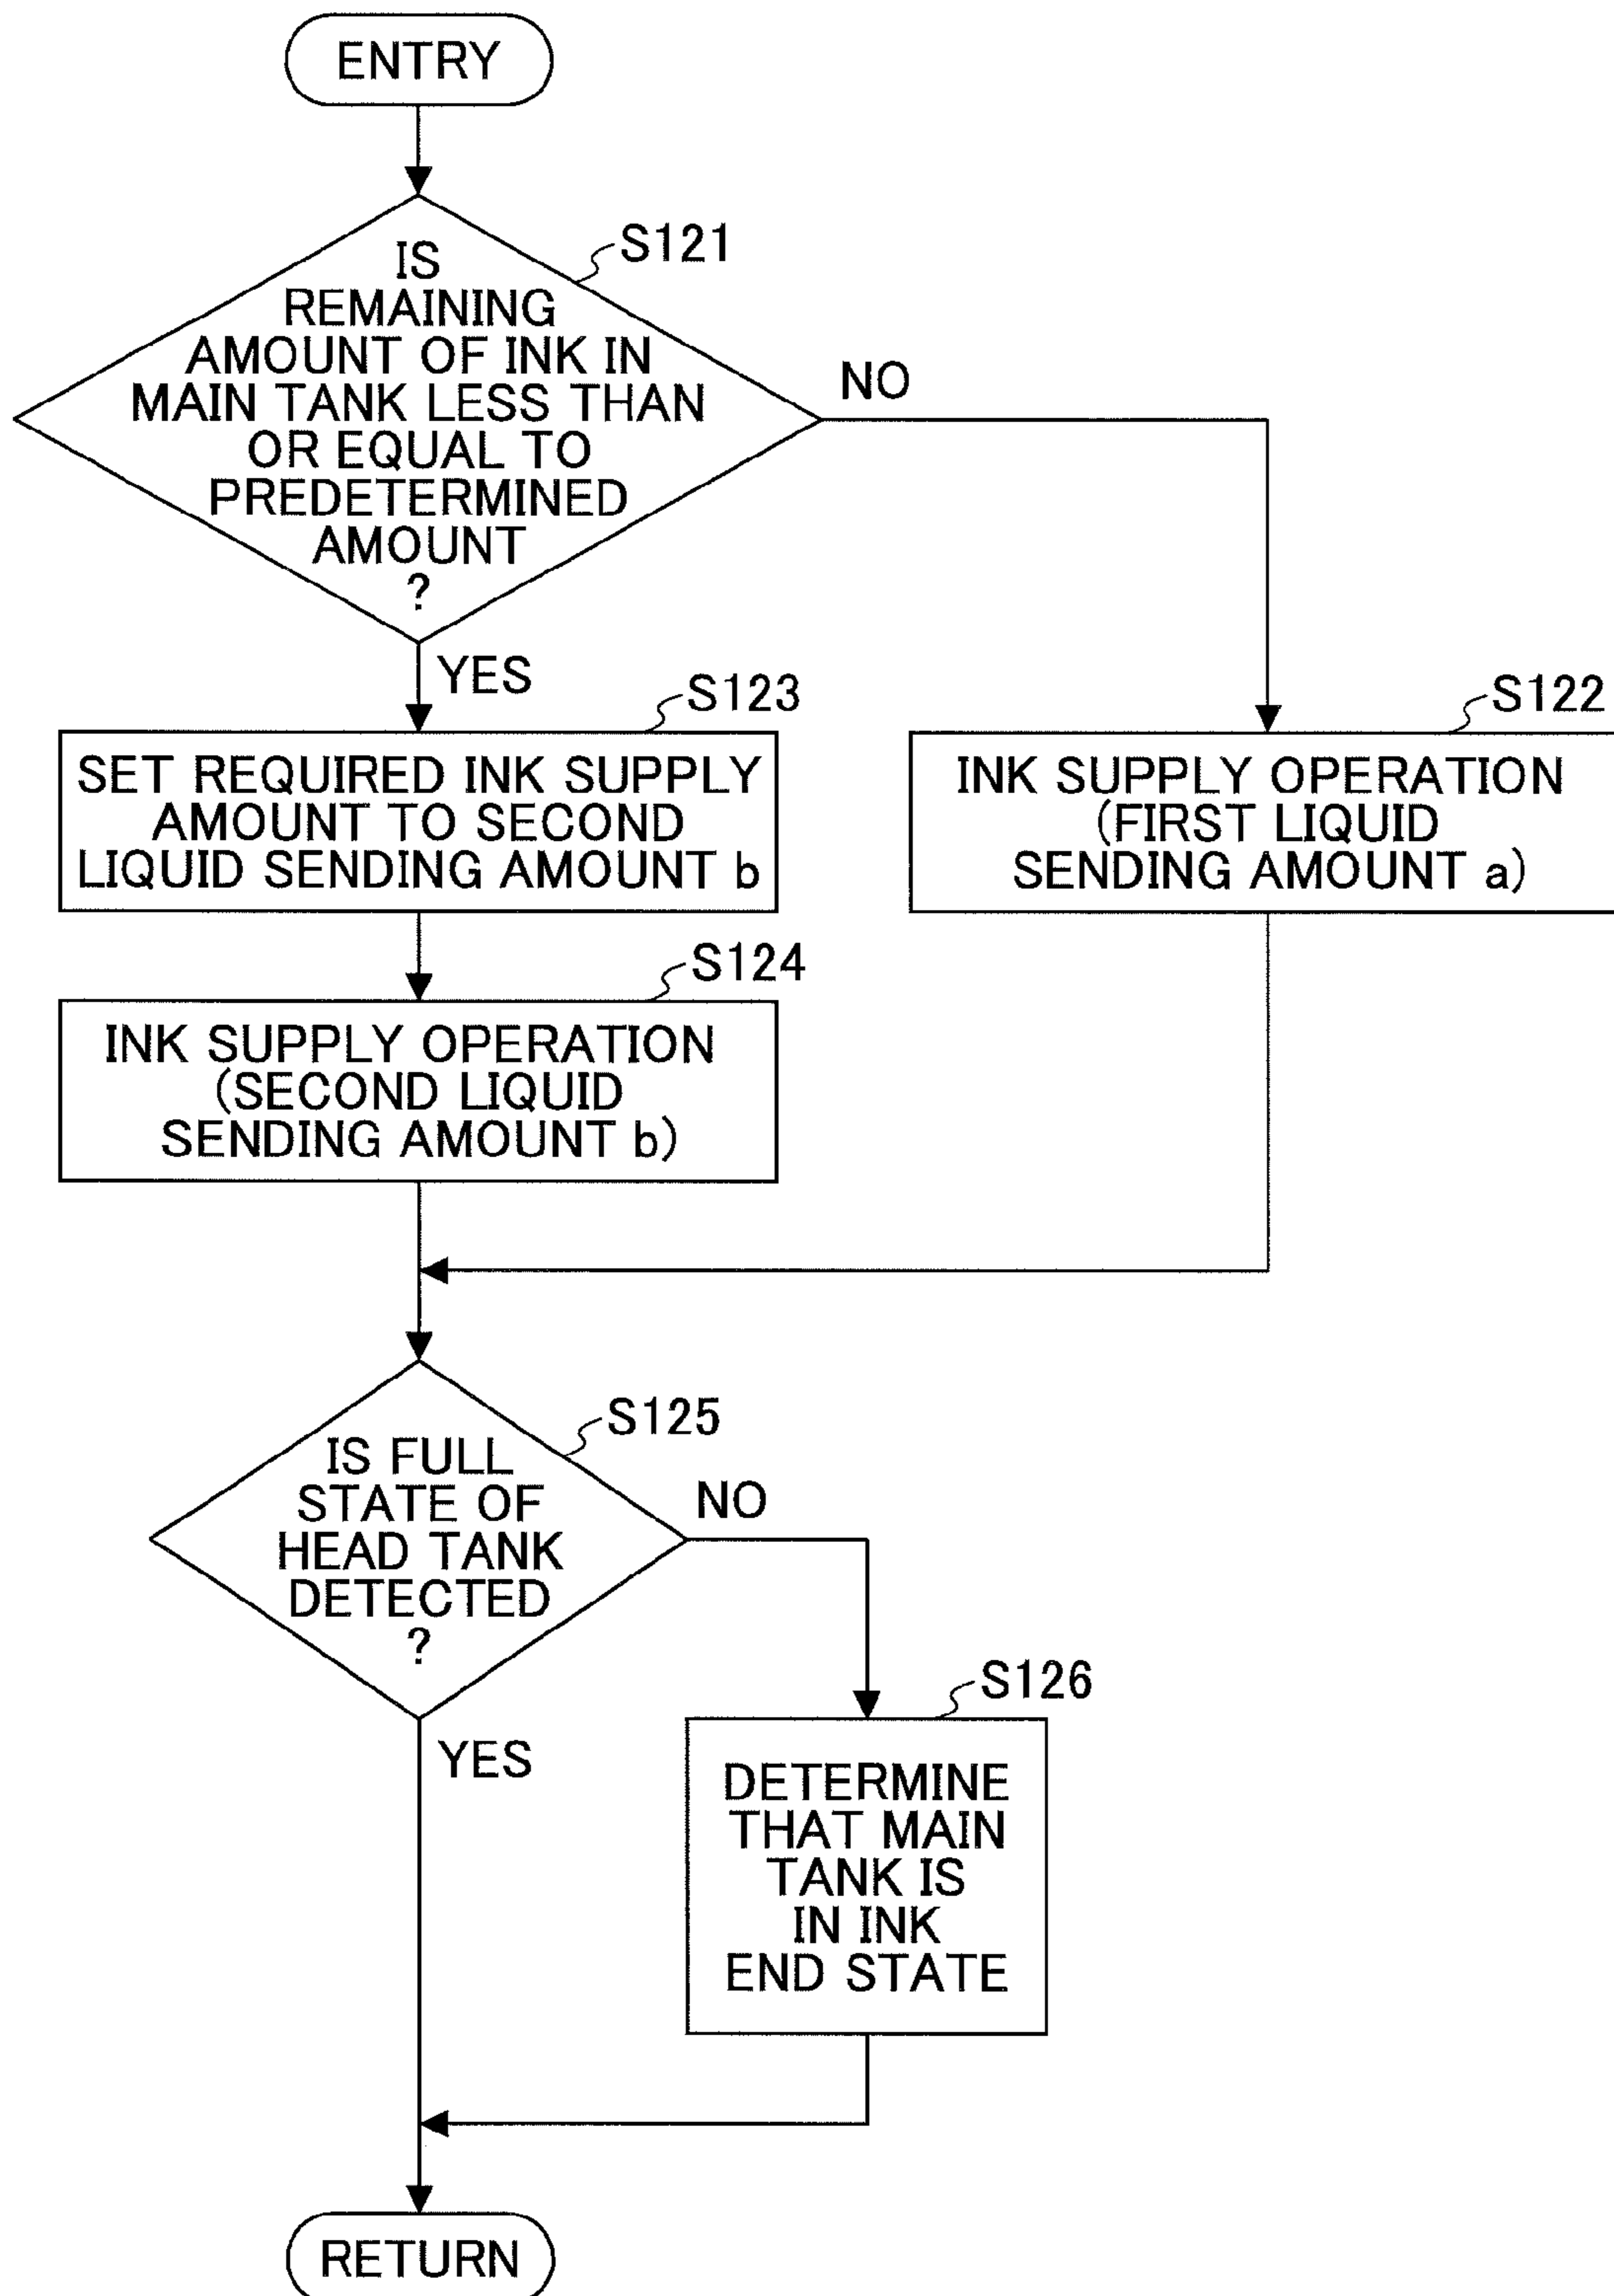 ENTRY
S121
IS
REMAINING
AMOUNT OF INK IN
MAIN TANK LESS THAN
OR EQUAL TO
PREDETERMINED
AMOUNT
?
NO
YES
S123
SET REQUIRED INK SUPPLY
AMOUNT TO SECOND
LIQUID SENDING AMOUNT b
S122
INK SUPPLY OPERATION
(FIRST LIQUID
SENDING AMOUNT a)
S124
INK SUPPLY OPERATION
(SECOND LIQUID
SENDING AMOUNT b)
S125
IS FULL
STATE OF
HEAD TANK
DETECTED
?
NO
YES
S126
DETERMINE
THAT MAIN
TANK IS
IN INK
END STATE
RETURN